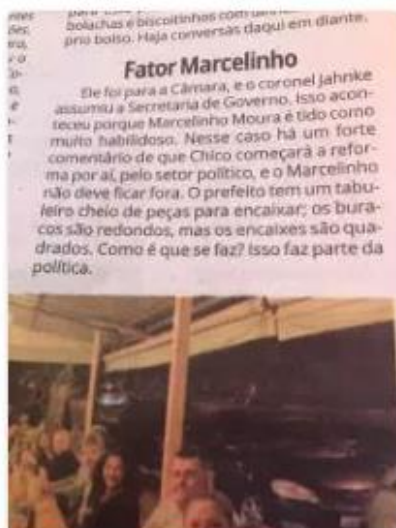 bolachas e biscoitinhos com
prio bolso. Haja conversas daqui em diante.
Fator Marcelinho
Ele foi para a Câmara, e o coronel Jahnke
assumiu a Secretaria de Governo. Isso acon-
teceu porque Marcelinho Moura é tido como
muito habilidoso. Nesse caso há um forte
comentário de que Chico começará a refor-
ma por aí, pelo setor político, e o Marcelinho
não deve ficar fora. O prefeito tem um tabu-
leiro cheio de peças para encaixar; os bura-
cos são redondos, mas os encaixes são qua-
drados. Como é que se faz? Isso faz parte da
política.